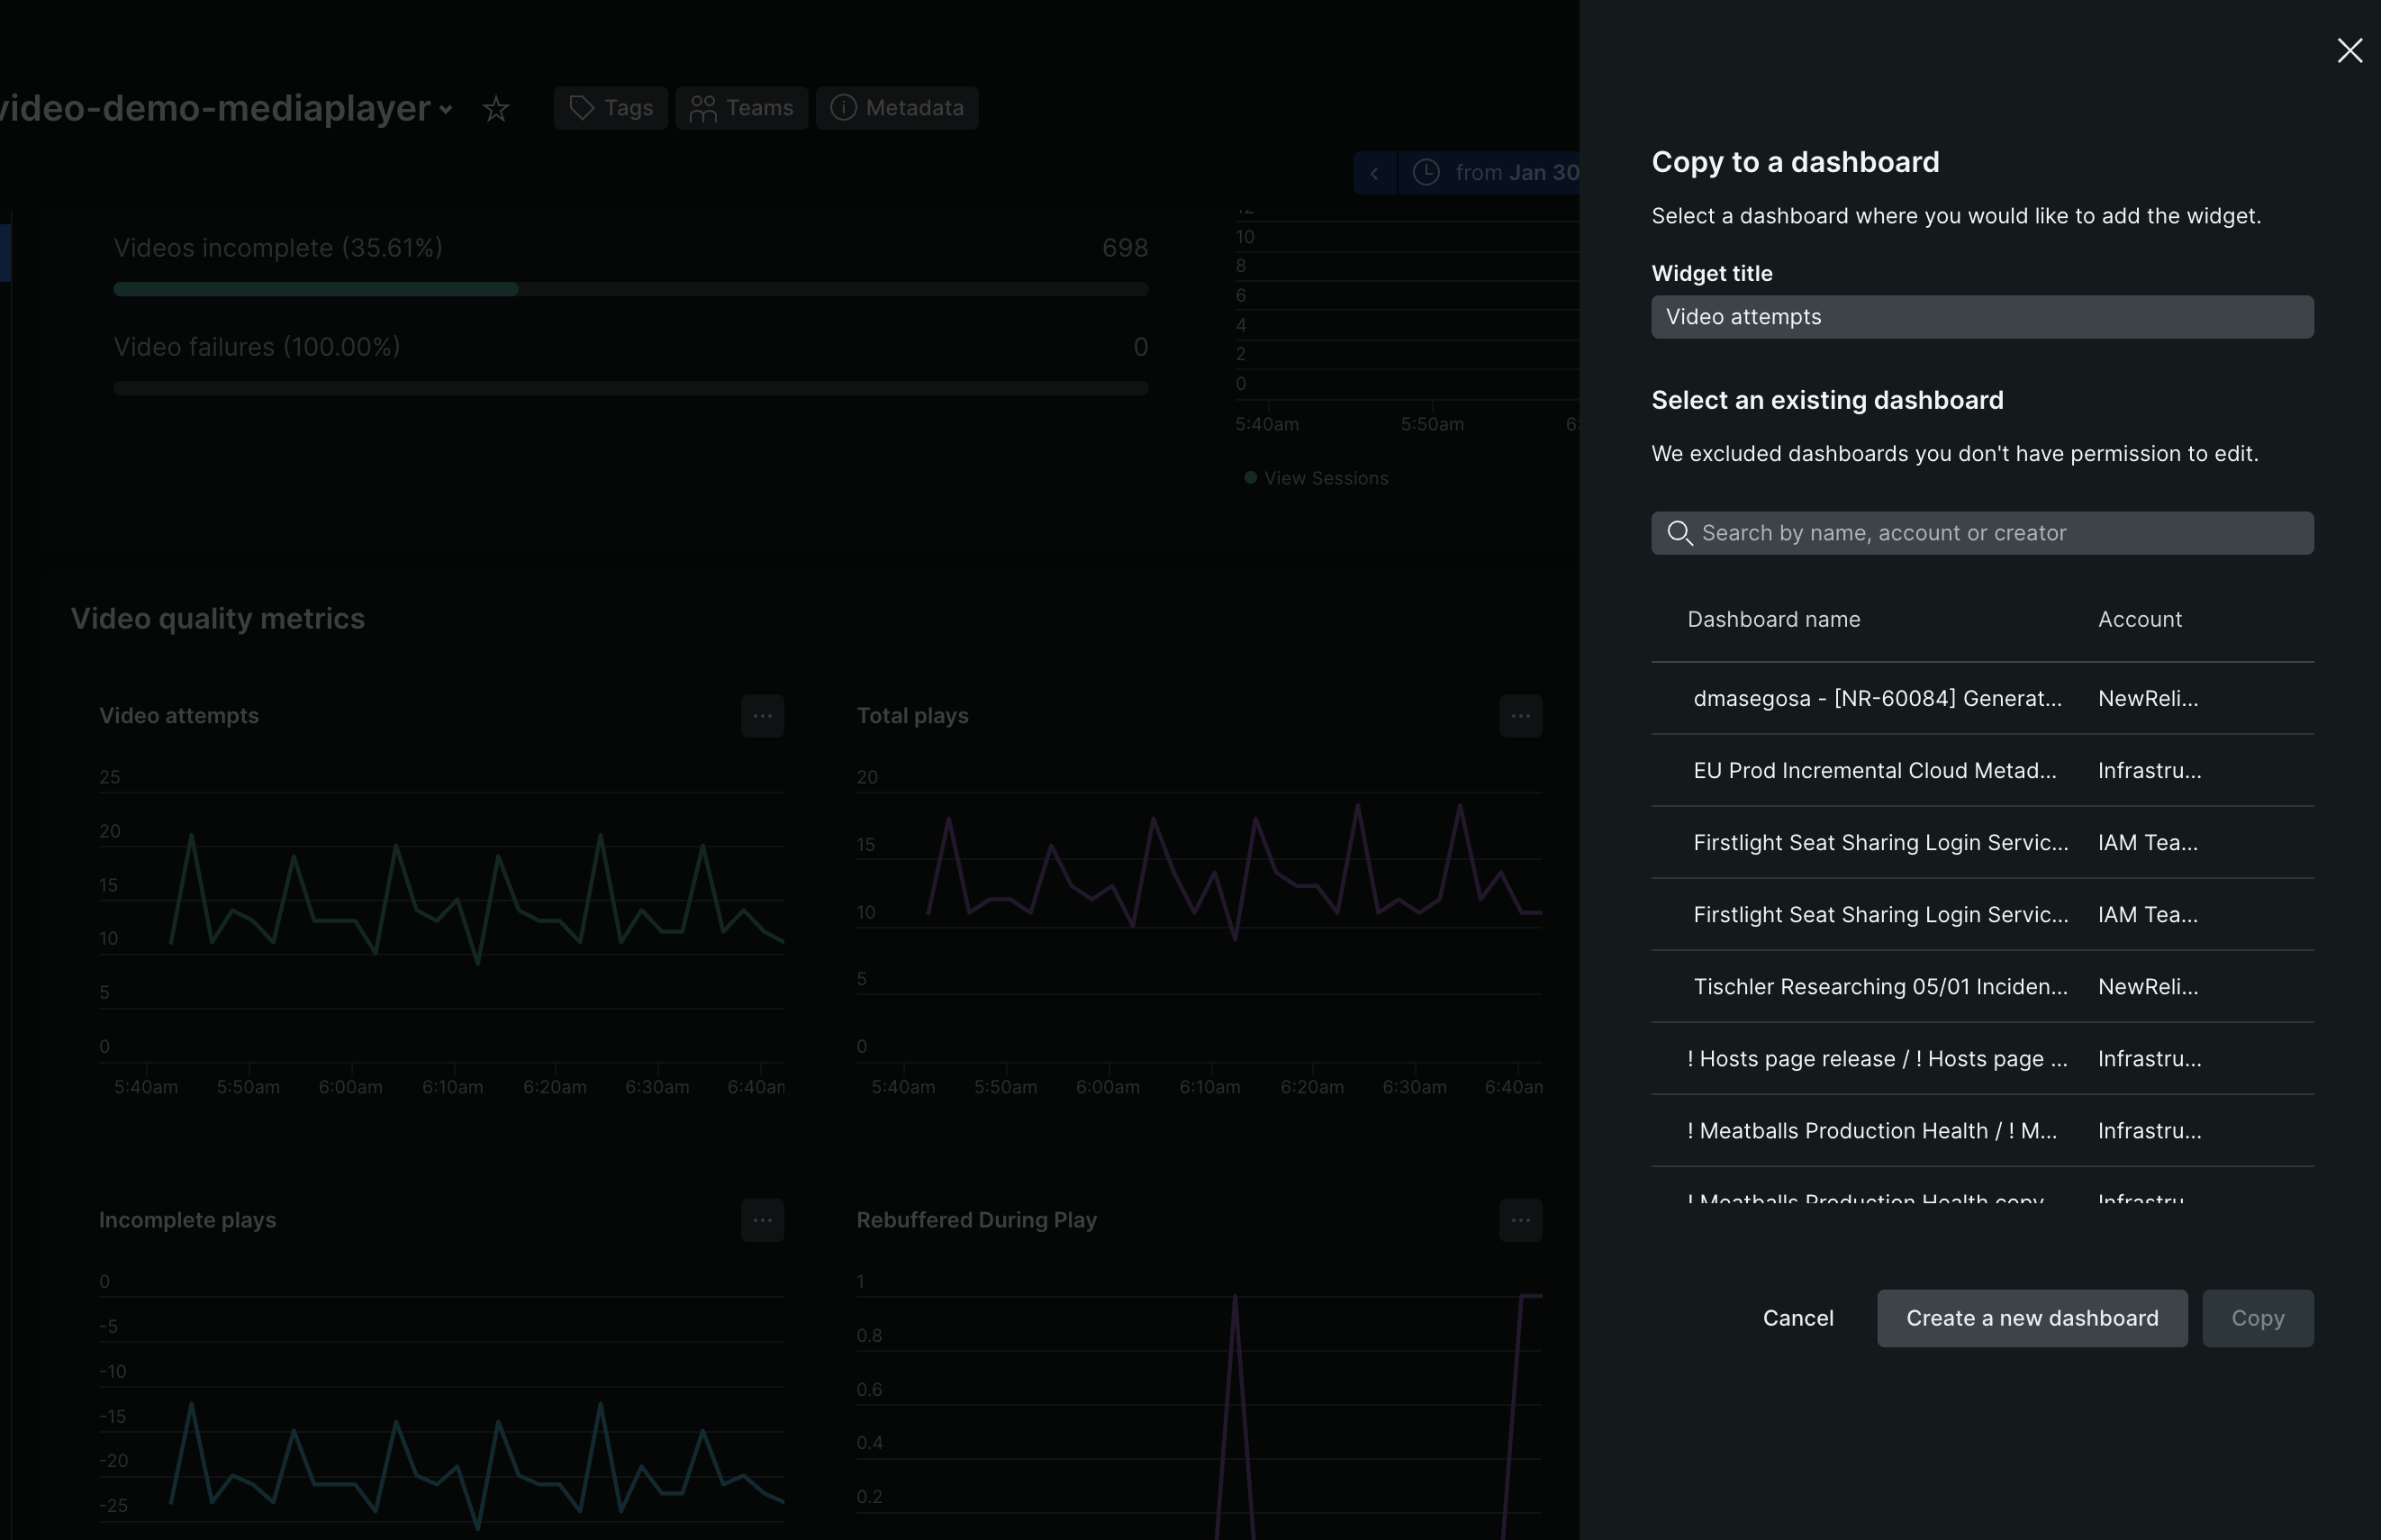 video-demo-mediaplayer
Tags
Teams
Metadata
from Jan 30
Videos incomplete (35.61%)
698
Video failures (100.00%)
0
10
8
6
4
2
0
5:40am
5:50am
View Sessions
Video quality metrics
Video attempts
25
20
15
10
5
0
5:40am
5:50am
6:00am
6:10am
6:20am
6:30am
Total plays
20
15
10
5
0
5:40am
5:50am
6:00am
6:10am
6:20am
6:30am
Incomplete plays
0
-5
-10
-15
-20
-25
Rebuffered During Play
1
0.8
0.6
0.4
0.2
Copy to a dashboard
Select a dashboard where you would like to add the widget.
Widget title
Video attempts
Select an existing dashboard
We excluded dashboards you don't have permission to edit.
Search by name, account or creator
Dashboard name
Account
dmasegosa - [NR-60084] Generat...
NewReli...
EU Prod Incremental Cloud Metad...
Infrastru...
Firstlight Seat Sharing Login Servic...
IAM Tea...
Firstlight Seat Sharing Login Servic...
IAM Tea...
Tischler Researching 05/01 Inciden...
NewReli...
! Hosts page release / ! Hosts page ...
Infrastru...
! Meatballs Production Health / ! M...
Infrastru...
! Meatballs Production Health copy
Infrastru
Cancel
Create a new dashboard
Copy